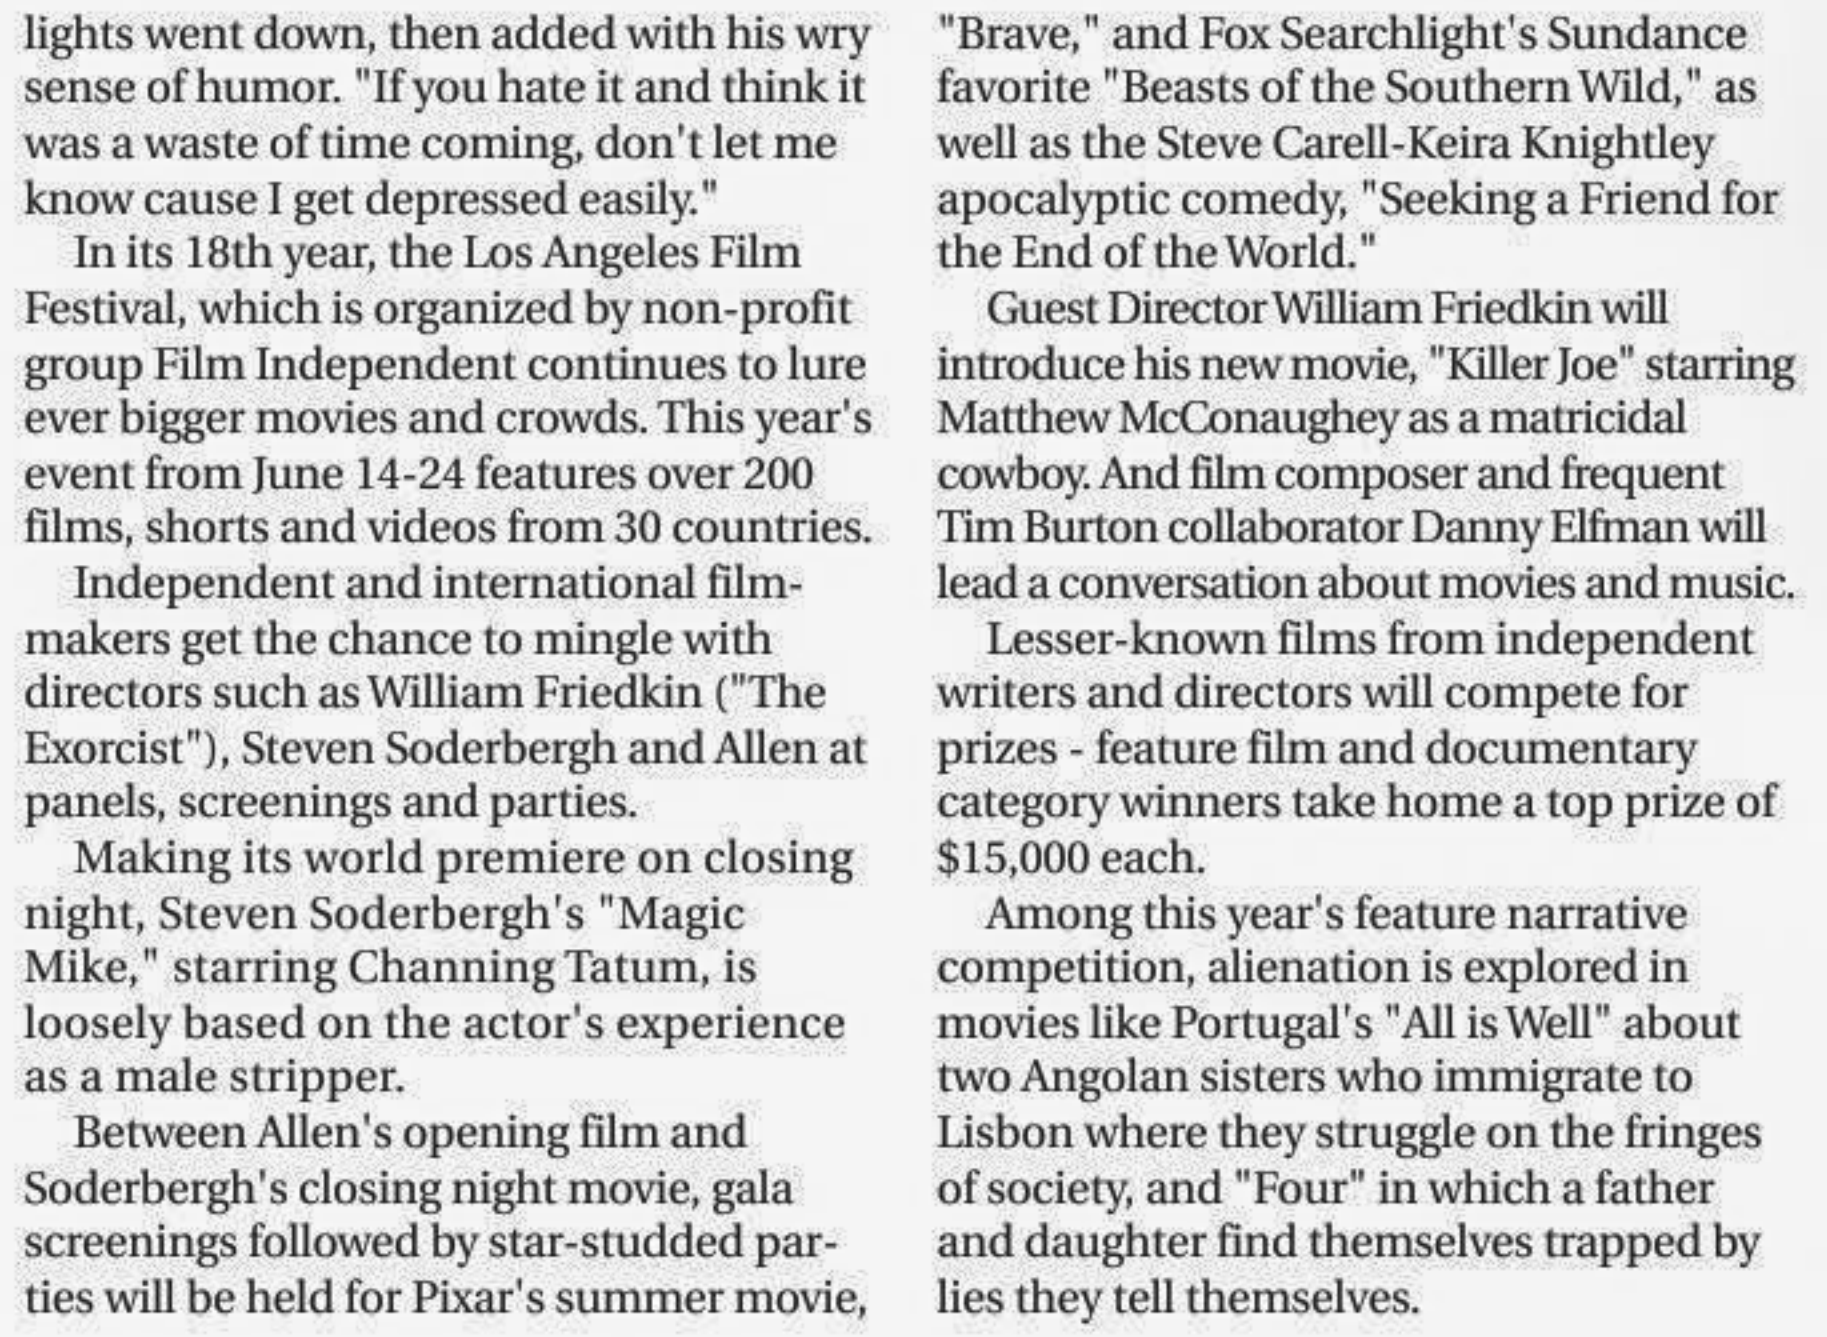 lights went down, then added with his wry
sense of humor. "If you hate it and think it
was a waste of time coming, don't let me
know cause I get depressed easily."
In its 18th year, the Los Angeles Film
Festival, which is organized by non-profit
group Film Independent continues to lure
ever bigger movies and crowds. This year's
event from June 14-24 features over 200
films, shorts and videos from 30 countries.
Independent and international film-
makers get the chance to mingle with
directors such as William Friedkin ("The
Exorcist"), Steven Soderbergh and Allen at
panels, screenings and parties.
Making its world premiere on closing
night, Steven Soderbergh's "Magic
Mike," starring Channing Tatum, is
loosely based on the actor's experience
as a male stripper.
Between Allen's opening film and
Soderbergh's closing night movie, gala
screenings followed by star-studded par-
ties will be held for Pixar's summer movie,
"Brave," and Fox Searchlight's Sundance
favorite "Beasts of the Southern Wild," as
well as the Steve Carell-Keira Knightley
apocalyptic comedy, "Seeking a Friend for
the End of the World."
Guest Director William Friedkin will
introduce his new movie, "Killer Joe" starring
Matthew McConaughey as a matricidal
cowboy. And film composer and frequent
Tim Burton collaborator Danny Elfman will
lead a conversation about movies and music.
Lesser-known films from independent
writers and directors will compete for
prizes - feature film and documentary
category winners take home a top prize of
$15,000 each.
Among this year's feature narrative
competition, alienation is explored in
movies like Portugal's "All is Well" about
two Angolan sisters who immigrate to
Lisbon where they struggle on the fringes
of society, and "Four" in which a father
and daughter find themselves trapped by
lies they tell themselves.